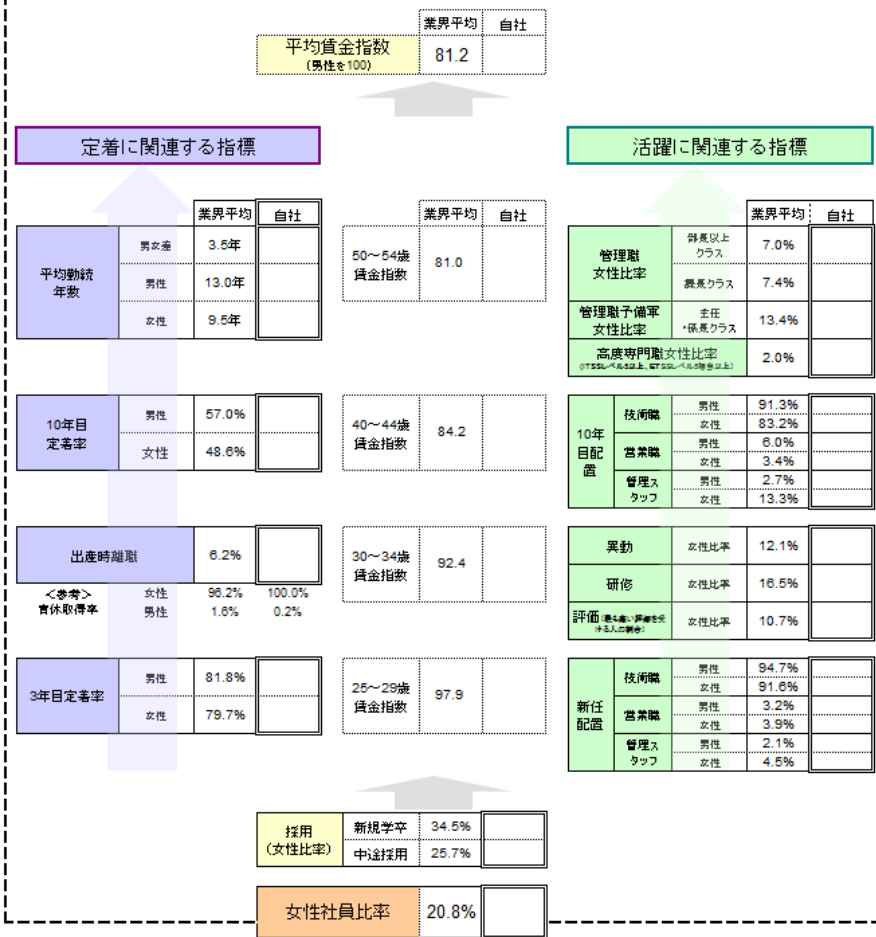 業界平均 自社
平均賃金指数
(男性を100)
81.2
定着に関連する指標
活躍に関連する指標
業界平均 自社
平均勤続
年数
男女差 3.5年
男性 13.0年
女性 9.5年
10年目
定着率
男性 57.0%
女性 48.6%
出産時離職 6.2%
＜参考＞
育休取得率
女性 96.2% 100.0%
男性 1.6% 0.2%
3年目定着率
男性 81.8%
女性 79.7%
業界平均 自社
50～54歳
賃金指数
81.0
40～44歳
賃金指数
84.2
30～34歳
賃金指数
92.4
25～29歳
賃金指数
97.9
業界平均 自社
管理職
女性比率
部長以上
クラス
7.0%
課長クラス 7.4%
管理職予備軍
女性比率
主任
・係長クラス
13.4%
高度専門職女性比率
2.0%
10年
目配
置
技術職
男性 91.3%
女性 83.2%
営業職
男性 6.0%
女性 3.4%
管理ス
タッフ
男性 2.7%
女性 13.3%
異動 女性比率 12.1%
研修 女性比率 16.5%
評価(最も高い評価を受
ける人の割合)
女性比率 10.7%
新任
配置
技術職
男性 94.7%
女性 91.6%
営業職
男性 3.2%
女性 3.9%
管理ス
タッフ
男性 2.1%
女性 4.5%
採用
(女性比率)
新規学卒 34.5%
中途採用 25.7%
女性社員比率 20.8%